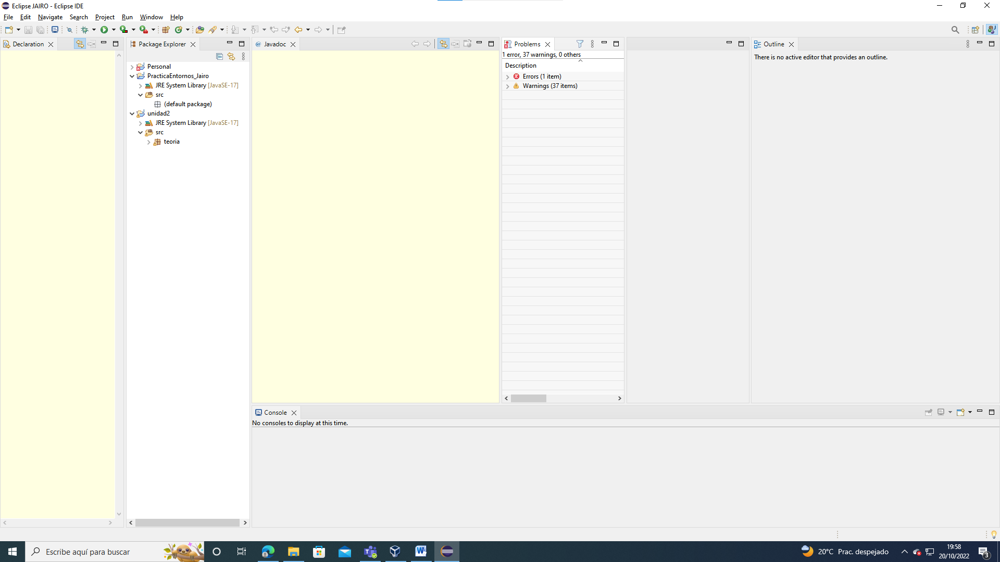 Eclipse JAIRO - Eclipse IDE
File Edit Navigate Search Project Run Window Help
Declaration
Package Explorer
@ Javadoc
Problems
Outline
1 error, 37 warnings, 0 others
There is no active editor that provides an outline.
Description
Errors (1 item)
Warnings (37 items)
Personal
PracticaEntornos_Jairo
JRE System Library [JavaSE-17]
src
(default package)
unidad2
JRE System Library [JavaSE-17]
src
teoria
Console
No consoles to display at this time.
Escribe aquí para buscar
20°C Prac. despejado
19:58
20/10/2022
3